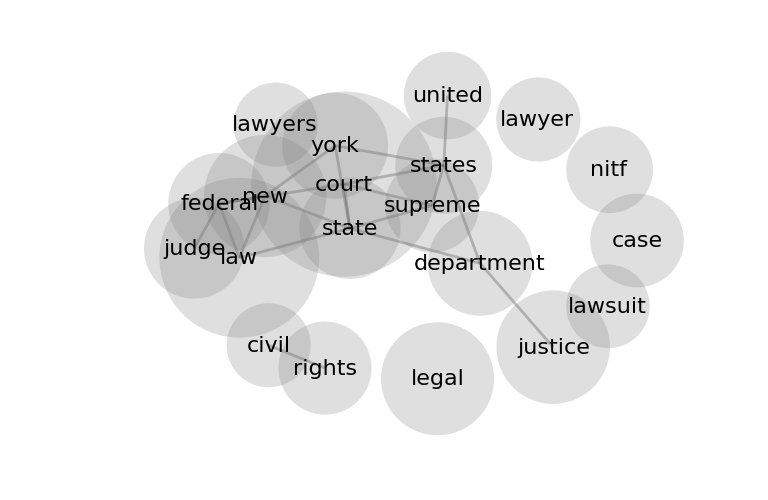 united
lawyer
lawyers
york
states
nitf
court
new
federal
supreme
state
case
judge
law
department
lawsuit
civil
justice
rights
legal